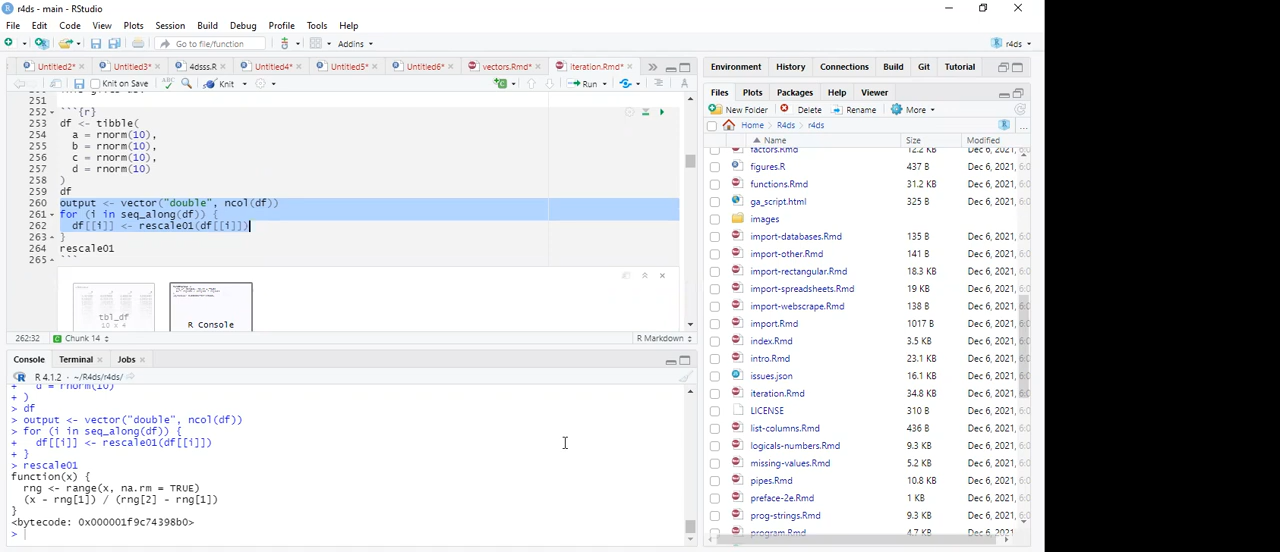 r4ds - main - RStudio
File Edit Code View Plots Session Build Debug Profile Tools Help
Go to file/function Addins r4ds
Untitled2* Untitled3* 4dsss.R Untitled4* Untitled5* Untitled6* vectors.Rmd* iteration.Rmd*
Knit on Save Knit Run
251
252 ```{r}
253 df <- tibble(
254 a = rnorm(10),
255 b = rnorm(10),
256 c = rnorm(10),
257 d = rnorm(10)
258 )
259 df
260 output <- vector("double", ncol(df))
261 for (i in seq_along(df)) {
262 df[[i]] <- rescale01(df[[i]])
263 }
264 rescale01
265 ```
tbl_df
10 x 4
R Console
262:32 Chunk 14 R Markdown
Console Terminal Jobs
R 4.1.2 · ~/R4ds/r4ds/
+ d = rnorm(10)
+ )
> df
> output <- vector("double", ncol(df))
> for (i in seq_along(df)) {
+ df[[i]] <- rescale01(df[[i]])
+ }
> rescale01
function(x) {
rng <- range(x, na.rm = TRUE)
(x - rng[1]) / (rng[2] - rng[1])
}
<bytecode: 0x000001f9c74398b0>
>
Environment History Connections Build Git Tutorial
Files Plots Packages Help Viewer
New Folder Delete Rename More
Home R4ds r4ds ...
Name Size Modified
factors.Rmd 12.2 KB Dec 6, 2021, 6:0
figures.R 437 B Dec 6, 2021, 6:0
functions.Rmd 31.2 KB Dec 6, 2021, 6:0
ga_script.html 325 B Dec 6, 2021, 6:0
images
import-databases.Rmd 135 B Dec 6, 2021, 6:0
import-other.Rmd 141 B Dec 6, 2021, 6:0
import-rectangular.Rmd 18.3 KB Dec 6, 2021, 6:0
import-spreadsheets.Rmd 19 KB Dec 6, 2021, 6:0
import-webscrape.Rmd 138 B Dec 6, 2021, 6:0
import.Rmd 1017 B Dec 6, 2021, 6:0
index.Rmd 3.5 KB Dec 6, 2021, 6:0
intro.Rmd 23.1 KB Dec 6, 2021, 6:0
issues.json 16.1 KB Dec 6, 2021, 6:0
iteration.Rmd 34.8 KB Dec 6, 2021, 6:0
LICENSE 310 B Dec 6, 2021, 6:0
list-columns.Rmd 436 B Dec 6, 2021, 6:0
logicals-numbers.Rmd 9.3 KB Dec 6, 2021, 6:0
missing-values.Rmd 5.2 KB Dec 6, 2021, 6:0
pipes.Rmd 10.8 KB Dec 6, 2021, 6:0
preface-2e.Rmd 1 KB Dec 6, 2021, 6:0
prog-strings.Rmd 9.3 KB Dec 6, 2021, 6:0
program.Rmd 4.7 KB Dec 6, 2021, 6:0